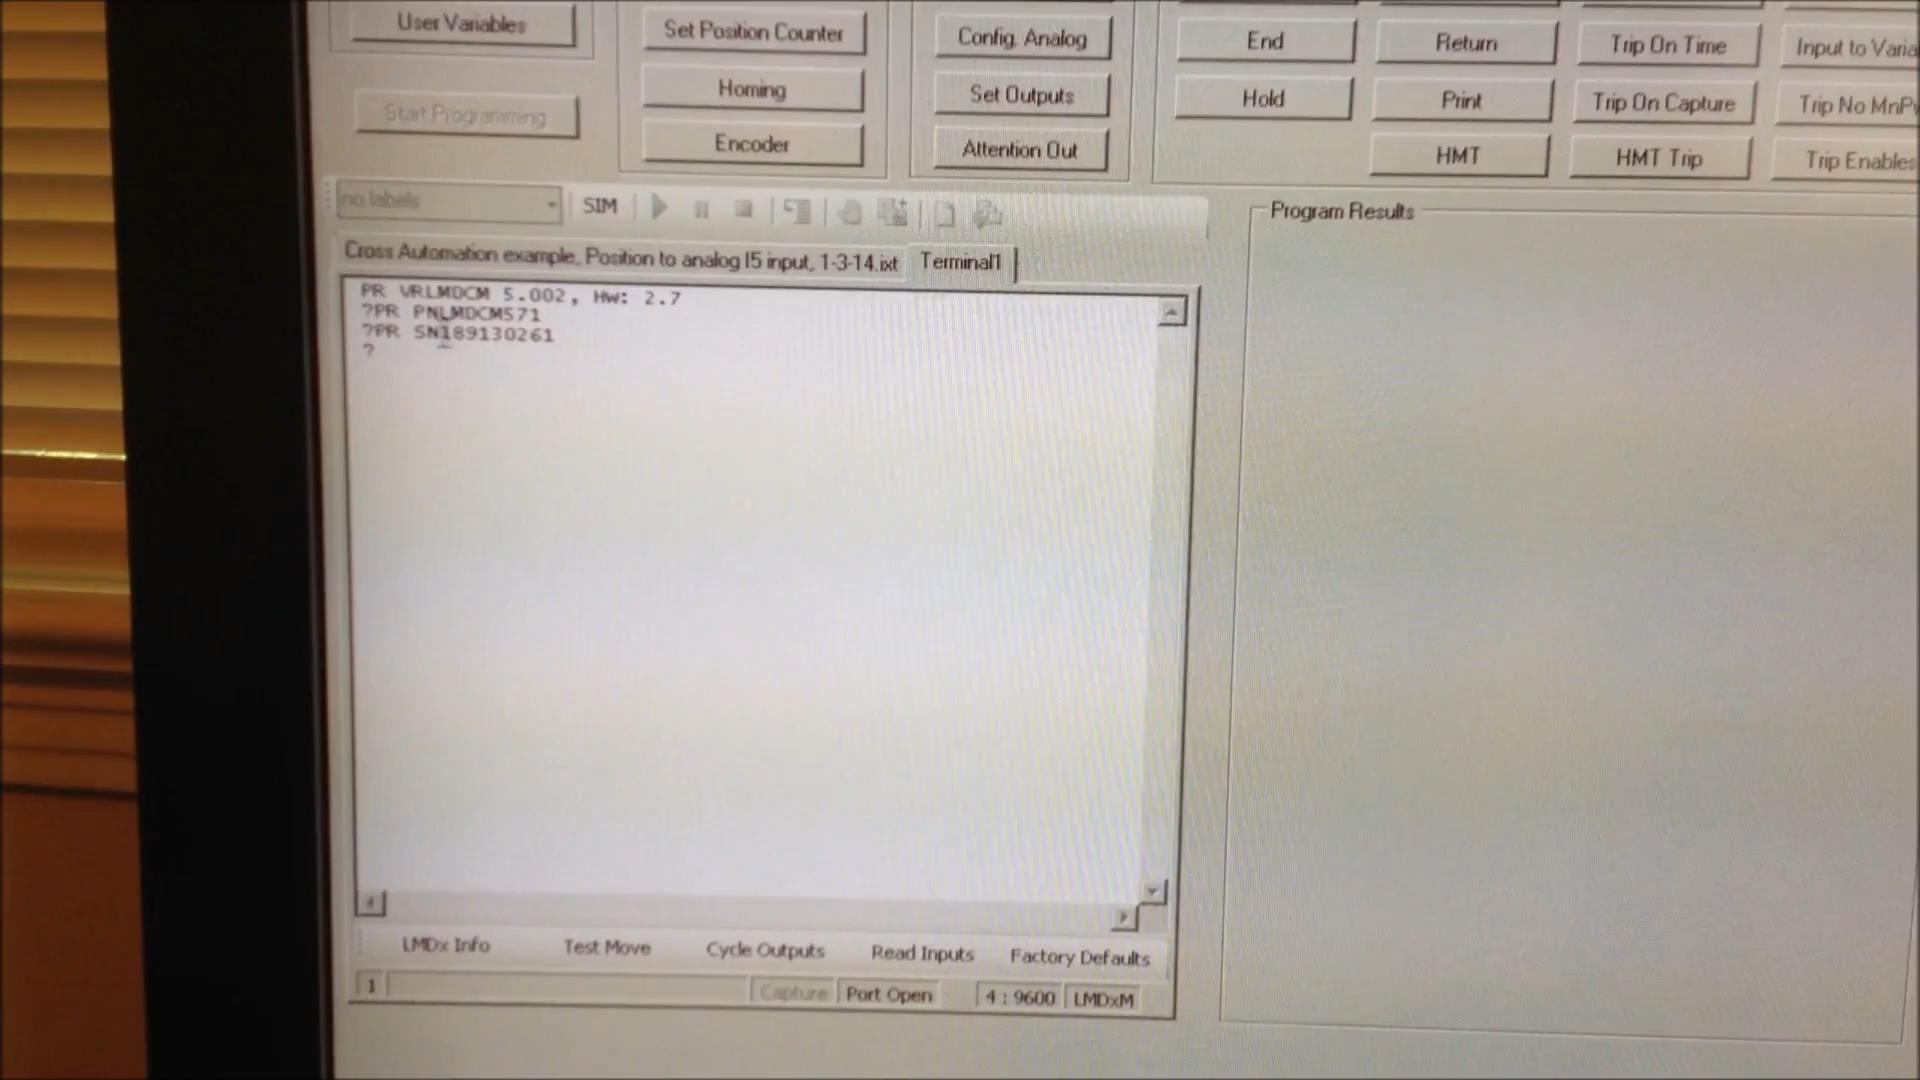 User Variables
Start Programming
Set Position Counter
Homing
Encoder
Config. Analog
Set Outputs
Attention Out
End
Hold
Return
Print
HMT
Trip On Time
Trip On Capture
HMT Trip
Input to Varia
Trip No MnP
Trip Enables
no labels
SIM
Cross Automation example, Position to analog I5 input, 1-3-14.lxt
Terminal1
PR VRLMDCM 5.002, Hw: 2.7
?PR PNLMDCM571
?PR SN189130261
?
Program Results
LMDx Info
Test Move
Cycle Outputs
Read Inputs
Factory Defaults
1
Capture
Port Open
4 : 9600
LMDxM